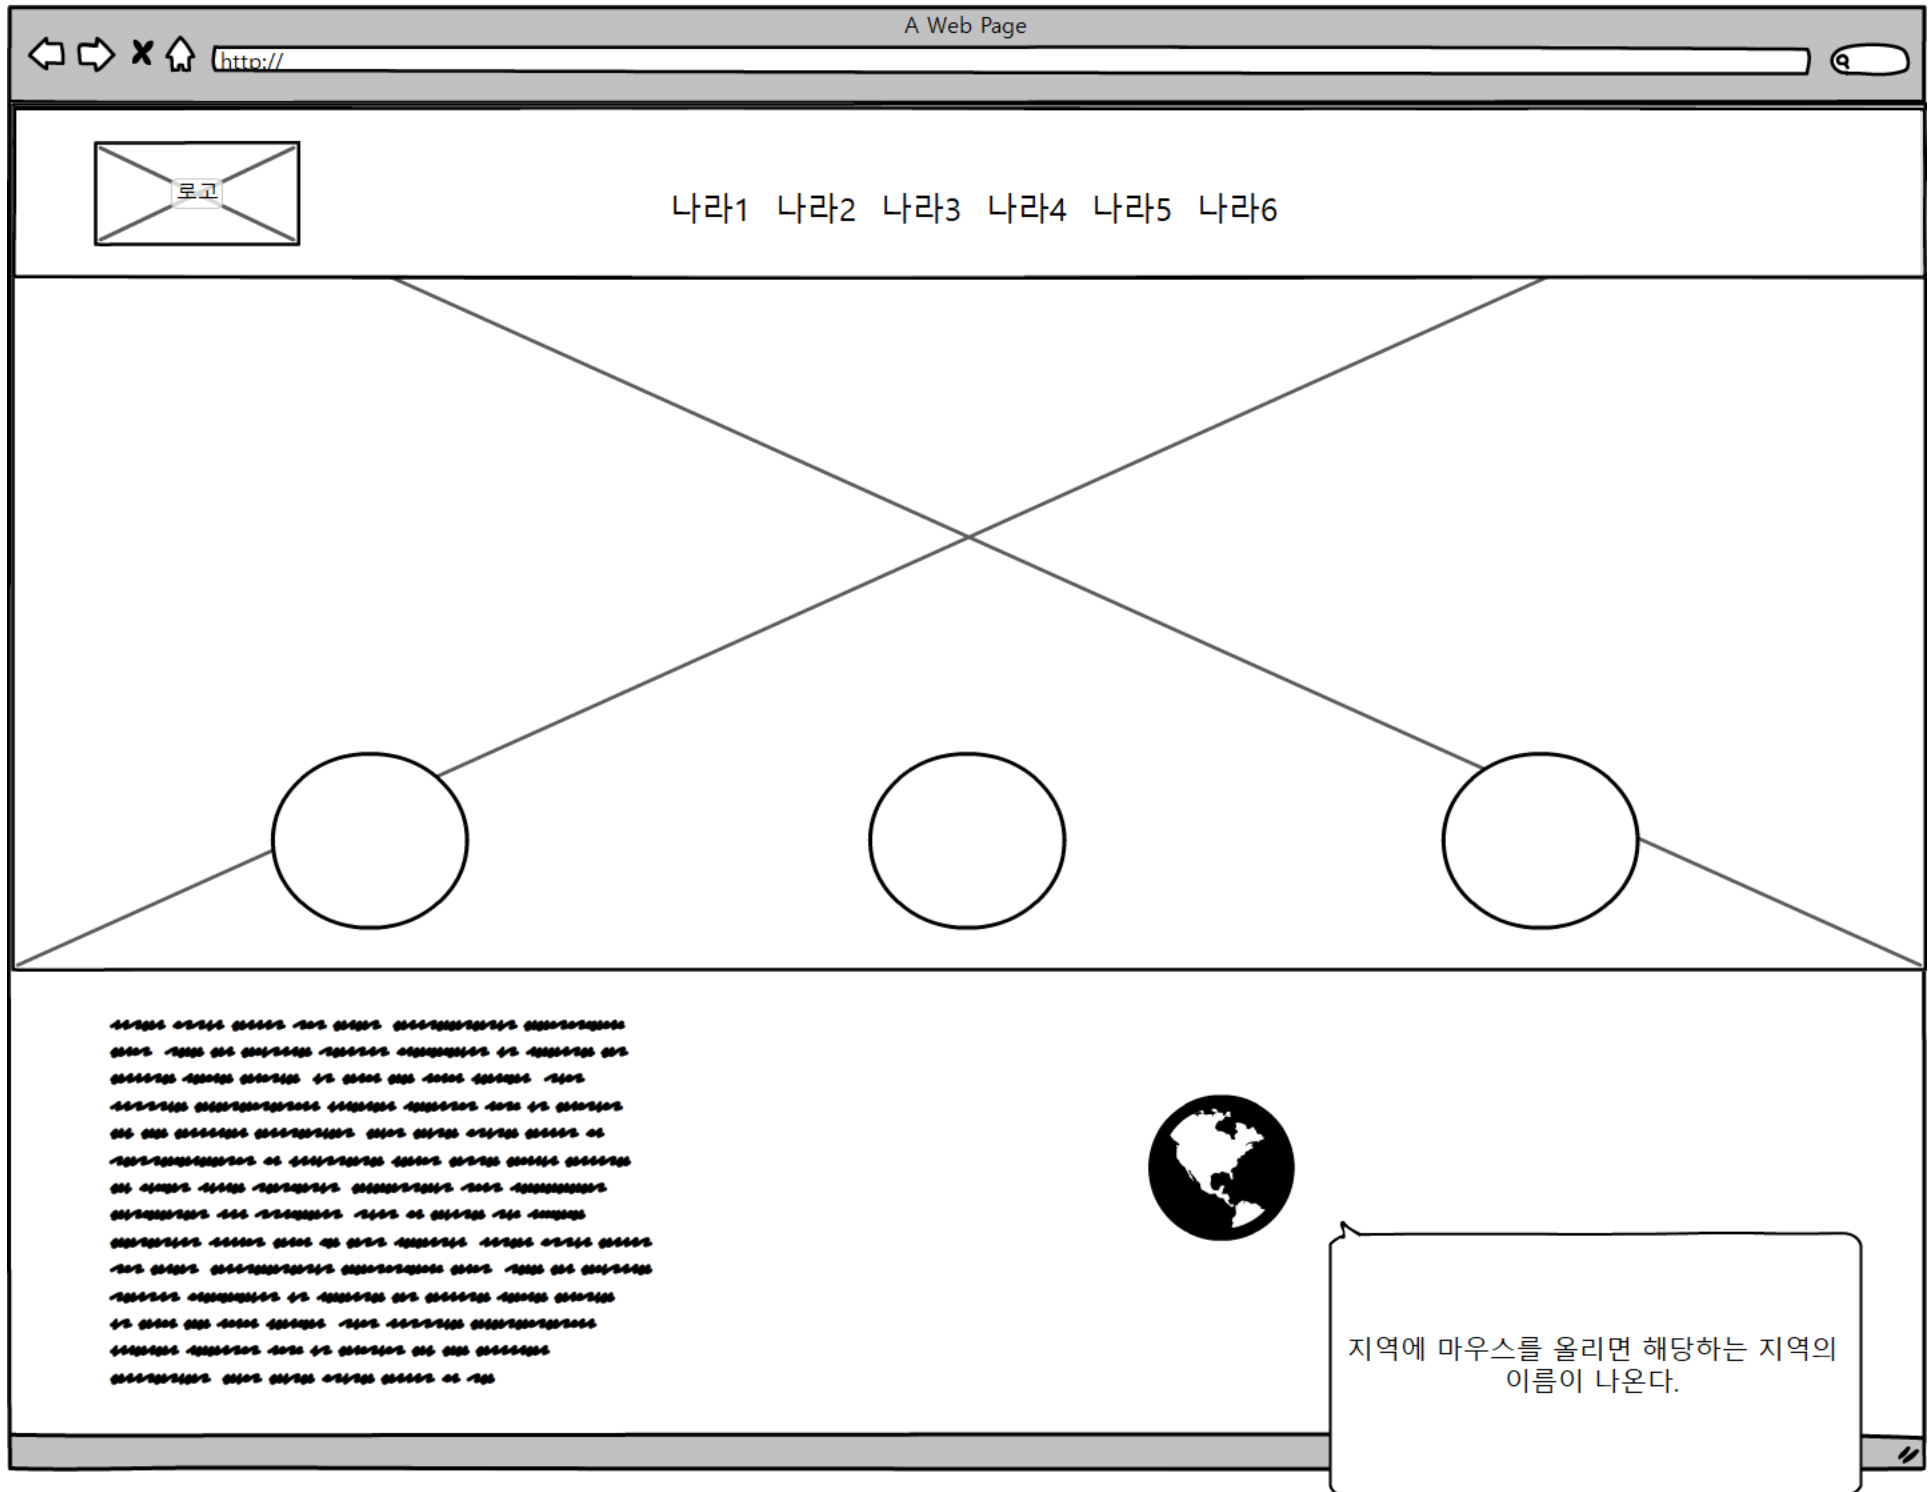 A Web Page
http://
로고
나라1 나라2 나라3 나라4 나라5 나라6
지역에 마우스를 올리면 해당하는 지역의
이름이 나온다.